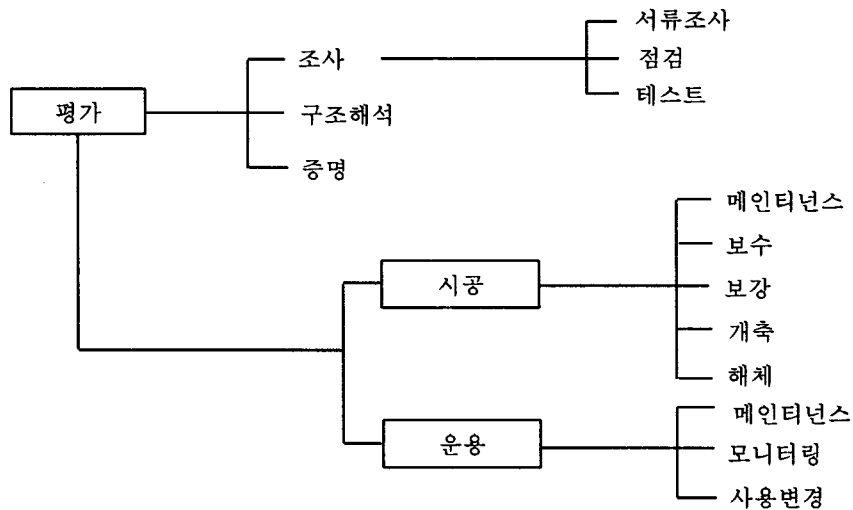 서류조사
조사
점검
테스트
평가
구조해석
증명
메인티넌스
보수
시공
보강
개축
해체
메인티넌스
운용
모니터링
사용변경